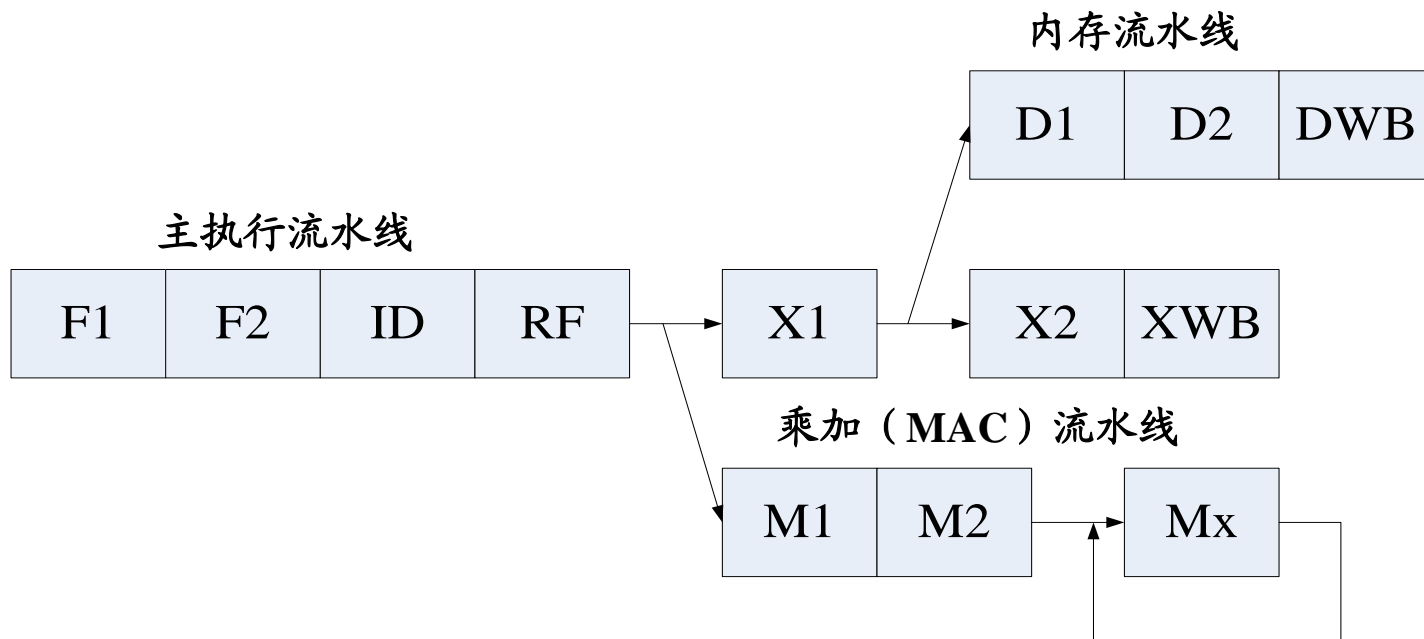 内存流水线
D1 D2 DWB
主执行流水线
F1 F2 ID RF X1 X2 XWB
乘加（MAC）流水线
M1 M2 Mx